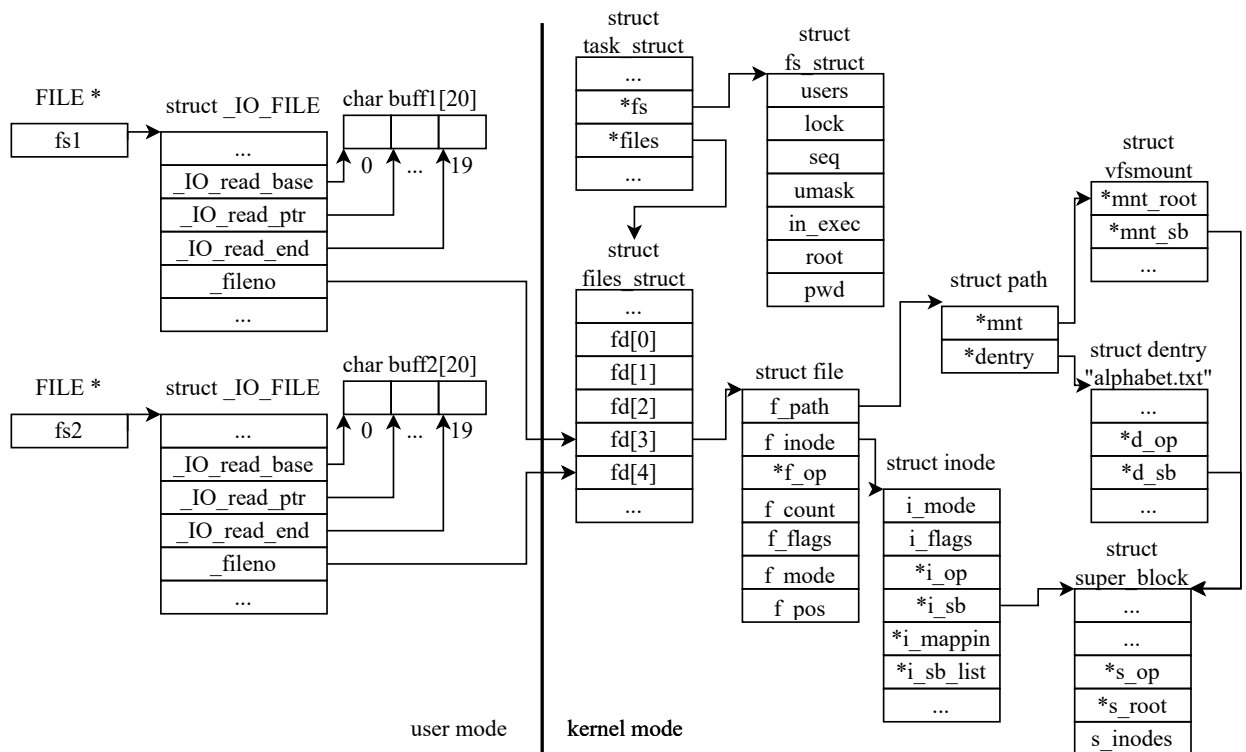 FILE *
fs1
struct _IO_FILE
...
_IO_read_base
_IO_read_ptr
_IO_read_end
_fileno
...
char buff1[20]
0 ... 19
FILE *
fs2
struct _IO_FILE
...
_IO_read_base
_IO_read_ptr
_IO_read_end
_fileno
...
char buff2[20]
0 ... 19
user mode
kernel mode
struct
task_struct
...
*fs
*files
...
struct
fs_struct
users
lock
seq
umask
in_exec
root
pwd
struct
files_struct
...
fd[0]
fd[1]
fd[2]
fd[3]
fd[4]
...
struct file
f_path
f_inode
*f_op
f_count
f_flags
f_mode
f_pos
struct inode
i_mode
i_flags
*i_op
*i_sb
*i_mappin
*i_sb_list
...
struct path
*mnt
*dentry
struct
vfsmount
*mnt_root
*mnt_sb
...
struct dentry
"alphabet.txt"
...
*d_op
*d_sb
...
struct
super_block
...
...
*s_op
*s_root
s_inodes